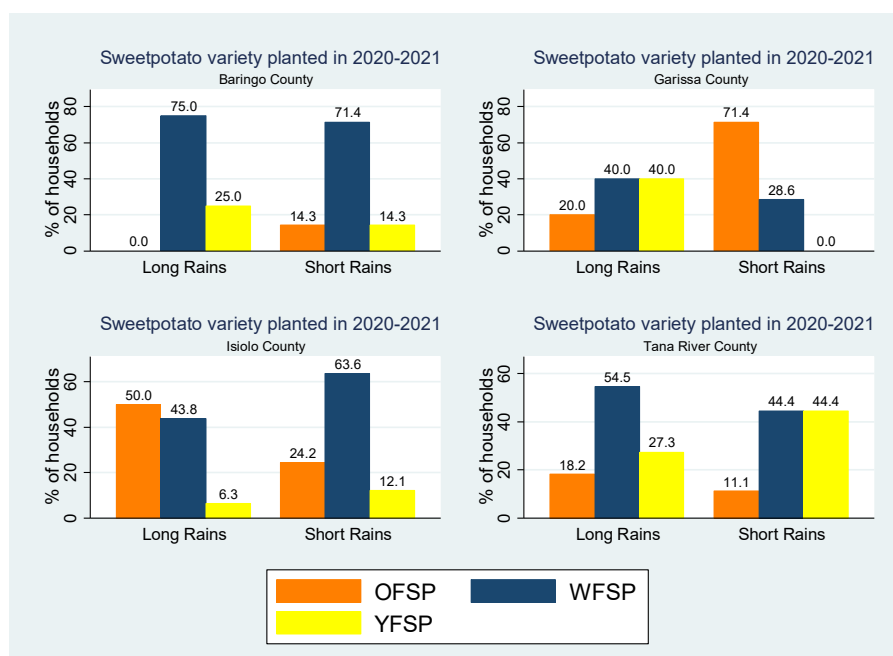 Sweetpotato variety planted in 2020-2021
Baringo County
% of households
0 20 40 60 80
0.0 75.0 25.0 14.3 71.4 14.3
Long Rains Short Rains
Sweetpotato variety planted in 2020-2021
Garissa County
% of households
0 20 40 60 80
20.0 40.0 40.0 71.4 28.6 0.0
Long Rains Short Rains
Sweetpotato variety planted in 2020-2021
Isiolo County
% of households
0 20 40 60
50.0 43.8 6.3 24.2 63.6 12.1
Long Rains Short Rains
Sweetpotato variety planted in 2020-2021
Tana River County
% of households
0 20 40 60
18.2 54.5 27.3 11.1 44.4 44.4
Long Rains Short Rains
OFSP WFSP
YFSP